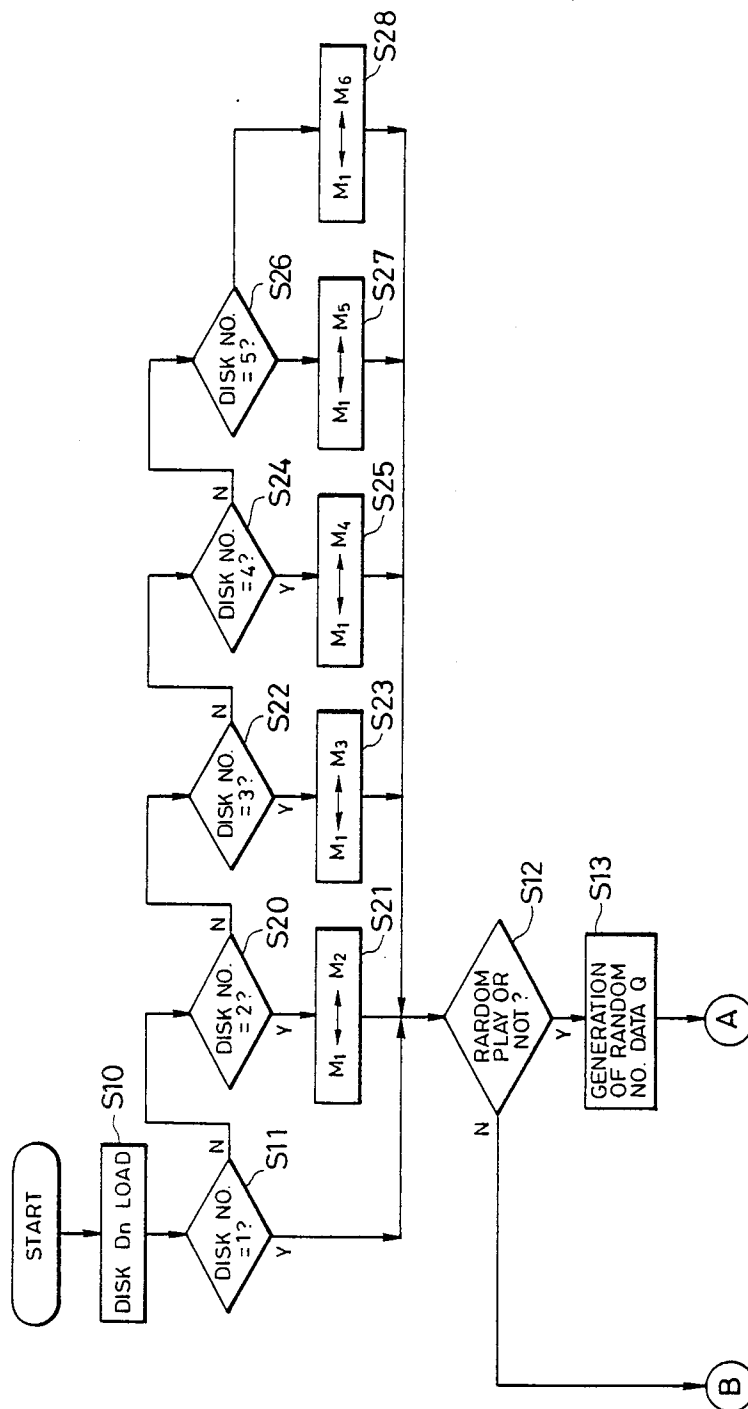 START
DISK Dn LOAD
S10
DISK NO.
=1?
S11
N
Y
DISK NO.
=2?
S20
N
Y
M1 ↔ M2
S21
DISK NO.
=3?
S22
N
Y
M1 ↔ M3
S23
DISK NO.
=4?
S24
N
Y
M1 ↔ M4
S25
DISK NO.
=5?
S26
M1 ↔ M5
S27
M1 ↔ M6
S28
RARDOM
PLAY OR
NOT?
S12
N
Y
GENERATION
OF RANDOM
NO. DATA Q
S13
A
B